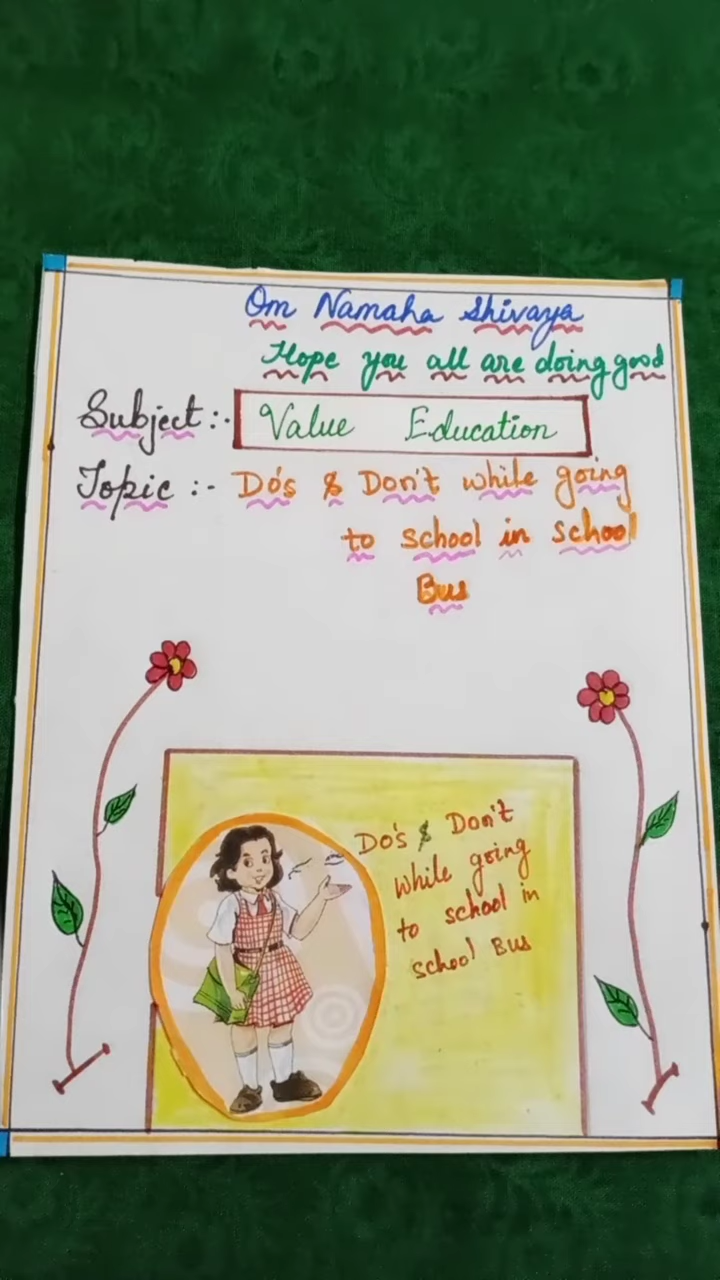 Om Namaha Shivaya
Hope you all are doing good
Subject:- Value Education
Topic:- Do's & Don't while going
to school in school
Bus
Do's & Don't
while going
to school in
school Bus